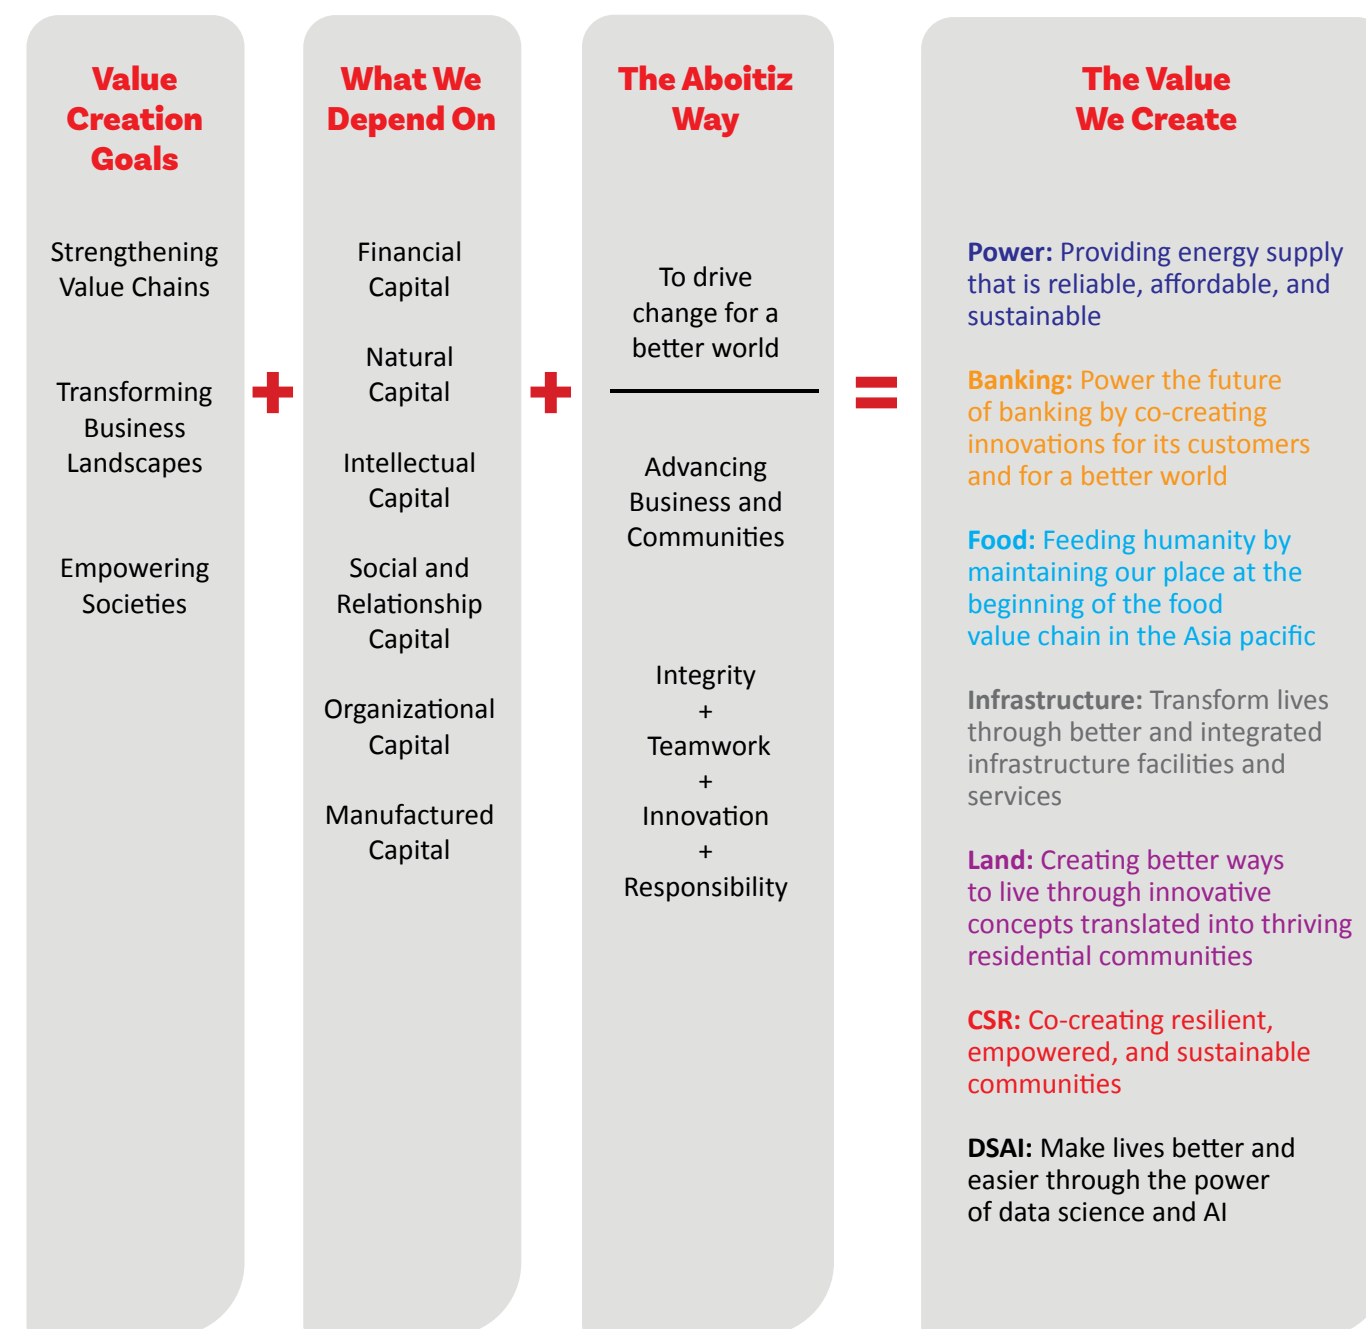 Value
Creation
Goals
Strengthening
Value Chains
Transforming
Business
Landscapes
Empowering
Societies
+
What We
Depend On
Financial
Capital
Natural
Capital
Intellectual
Capital
Social and
Relationship
Capital
Organizational
Capital
Manufactured
Capital
+
The Aboitiz
Way
To drive
change for a
better world
Advancing
Business and
Communities
Integrity
+
Teamwork
+
Innovation
+
Responsibility
=
The Value
We Create
Power: Providing energy supply
that is reliable, affordable, and
sustainable
Banking: Power the future
of banking by co-creating
innovations for its customers
and for a better world
Food: Feeding humanity by
maintaining our place at the
beginning of the food
value chain in the Asia pacific
Infrastructure: Transform lives
through better and integrated
infrastructure facilities and
services
Land: Creating better ways
to live through innovative
concepts translated into thriving
residential communities
CSR: Co-creating resilient,
empowered, and sustainable
communities
DSAI: Make lives better and
easier through the power
of data science and AI